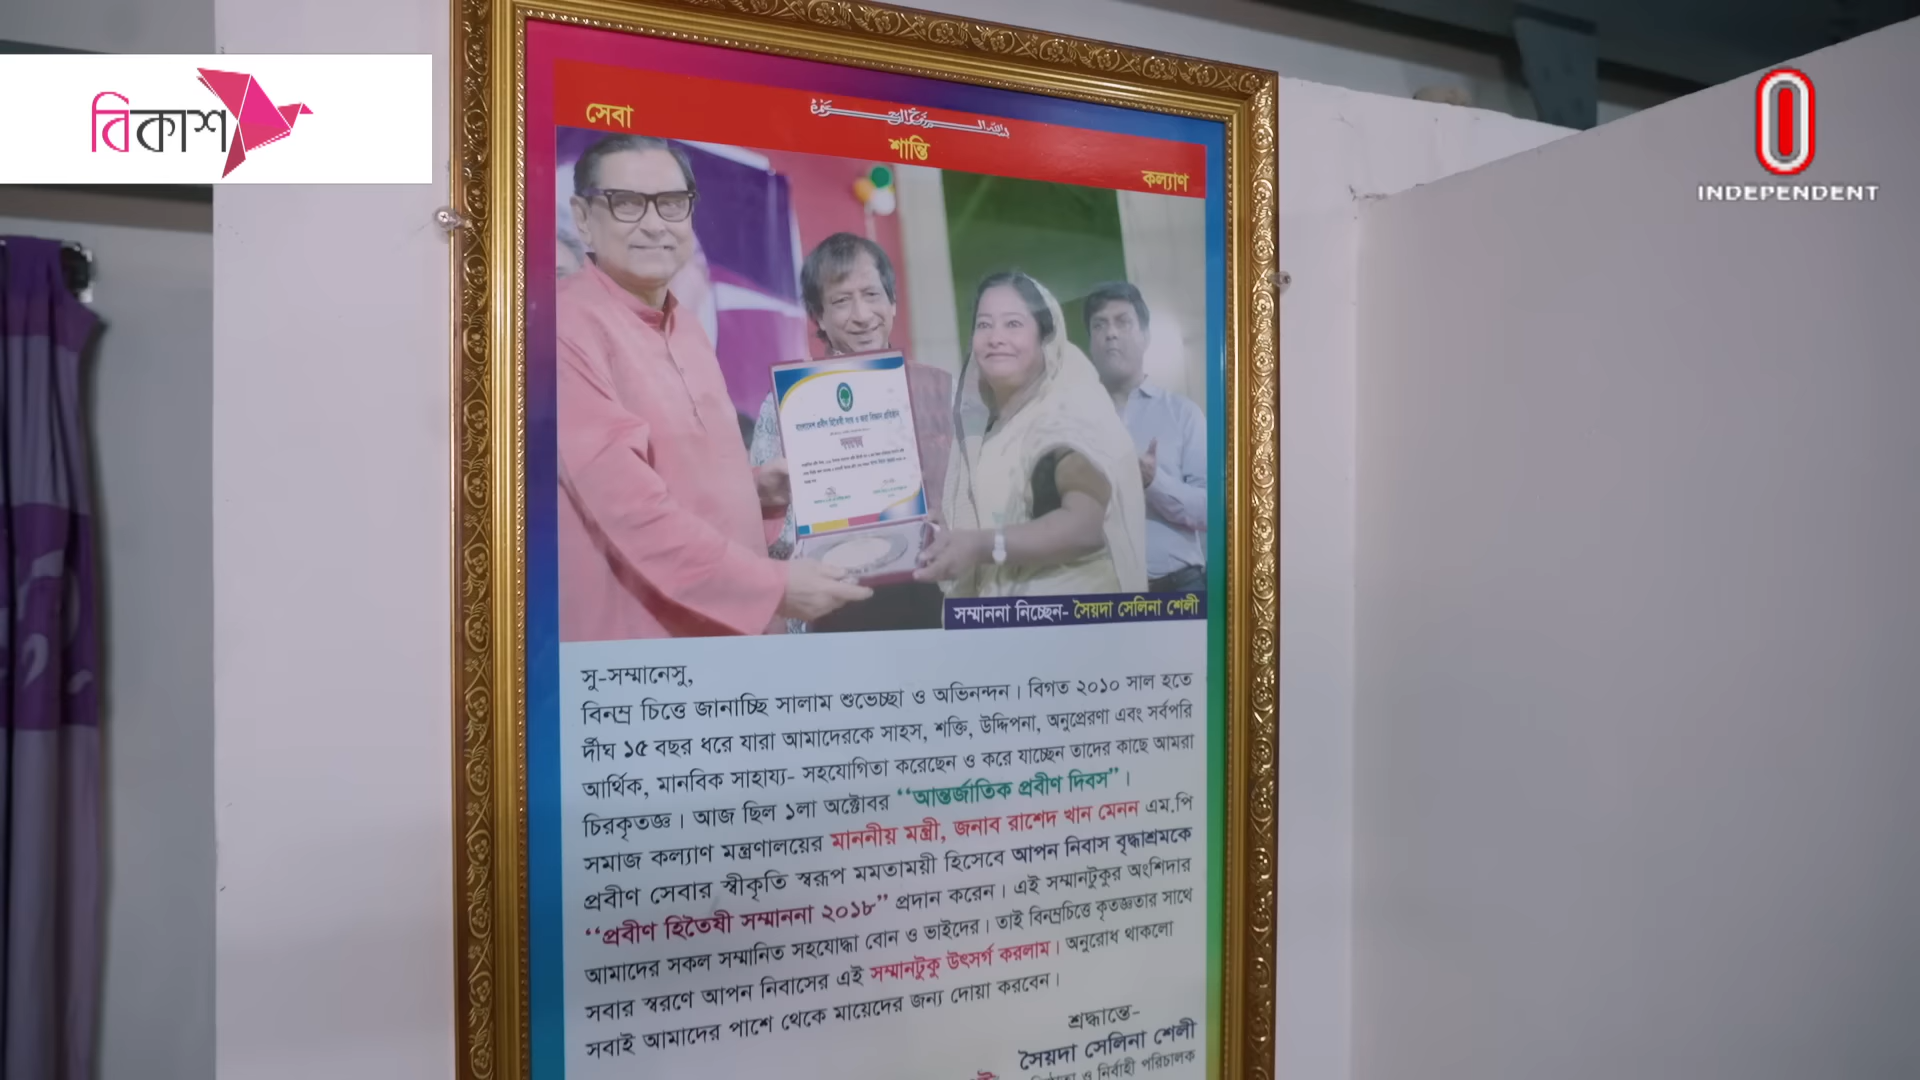 বিকাশ
INDEPENDENT
সেবা
শান্তি
কল্যাণ
সম্মাননা নিচ্ছেন- সৈয়দা সেলিনা শেলী
সু-সম্মানেসু,
বিনম্র চিত্তে জানাচ্ছি সালাম শুভেচ্ছা ও অভিনন্দন। বিগত ২০১০ সাল হতে
র্দীঘ ১৫ বছর ধরে যারা আমাদেরকে সাহস, শক্তি, উদ্দিপনা, অনুপ্রেরণা এবং সর্বপরি
আর্থিক, মানবিক সাহায্য- সহযোগিতা করেছেন ও করে যাচ্ছেন তাদের কাছে আমরা
চিরকৃতজ্ঞ। আজ ছিল ১লা অক্টোবর “আন্তর্জাতিক প্রবীণ দিবস”।
সমাজ কল্যাণ মন্ত্রণালয়ের মাননীয় মন্ত্রী, জনাব রাশেদ খান মেনন এম.পি
প্রবীণ সেবার স্বীকৃতি স্বরূপ মমতাময়ী হিসেবে আপন নিবাস বৃদ্ধাশ্রমকে
“প্রবীণ হিতৈষী সম্মাননা ২০১৮” প্রদান করেন। এই সম্মানটুকুর অংশিদার
আমাদের সকল সম্মানিত সহযোদ্ধা বোন ও ভাইদের। তাই বিনম্রচিত্তে কৃতজ্ঞতার সাথে
সবার স্বরণে আপন নিবাসের এই সম্মানটুকু উৎসর্গ করলাম। অনুরোধ থাকলো
সবাই আমাদের পাশে থেকে মায়েদের জন্য দোয়া করবেন।
শ্রদ্ধান্তে-
সৈয়দা সেলিনা শেলী
ও নির্বাহী পরিচালক